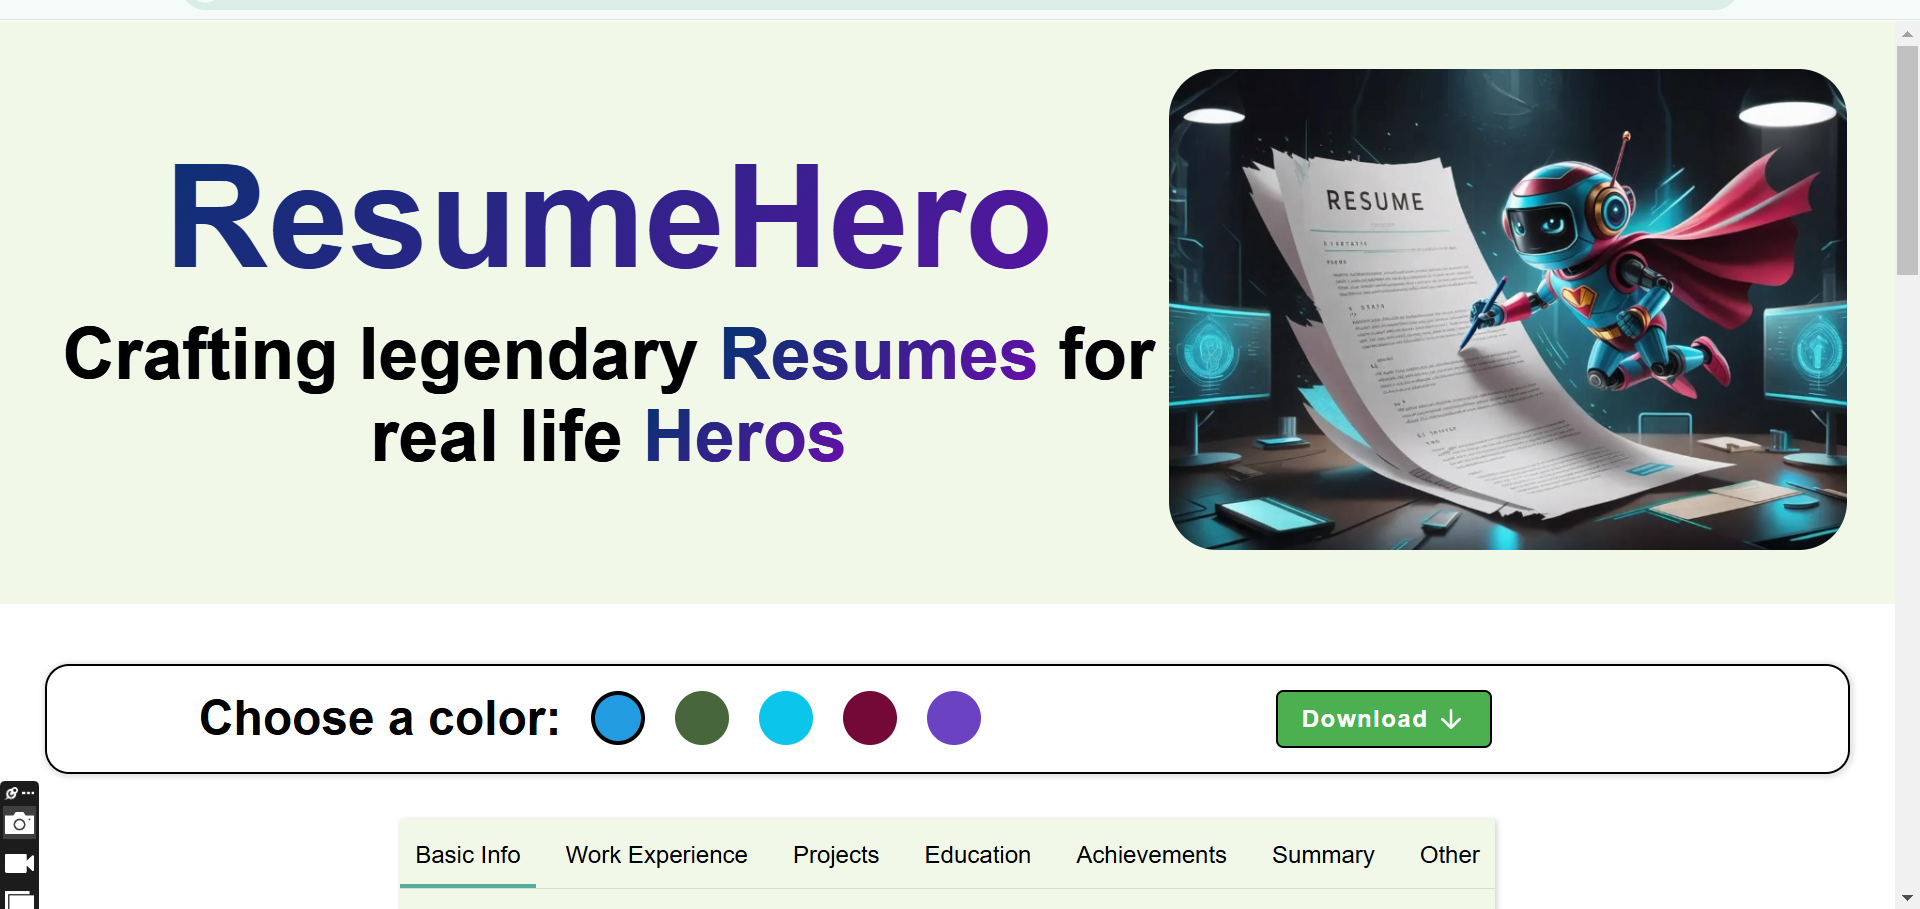 ResumeHero
Crafting legendary Resumes for
real life Heros
RESUME
Choose a color:
Download
Basic Info
Work Experience
Projects
Education
Achievements
Summary
Other